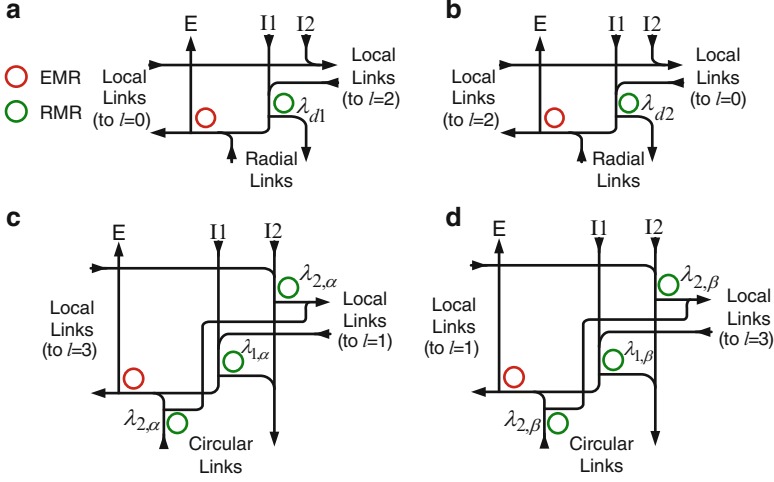 a
E
I1
I2
EMR
RMR
Local
Links
(to l=0)
Local
Links
(to l=2)
λd1
Radial
Links
b
E
I1
I2
Local
Links
(to l=2)
Local
Links
(to l=0)
λd2
Radial
Links
c
E
I1
I2
λ2,α
Local
Links
(to l=3)
Local
Links
(to l=1)
λ1,α
λ2,α
Circular
Links
d
E
I1
I2
λ2,β
Local
Links
(to l=1)
Local
Links
(to l=3)
λ1,β
λ2,β
Circular
Links